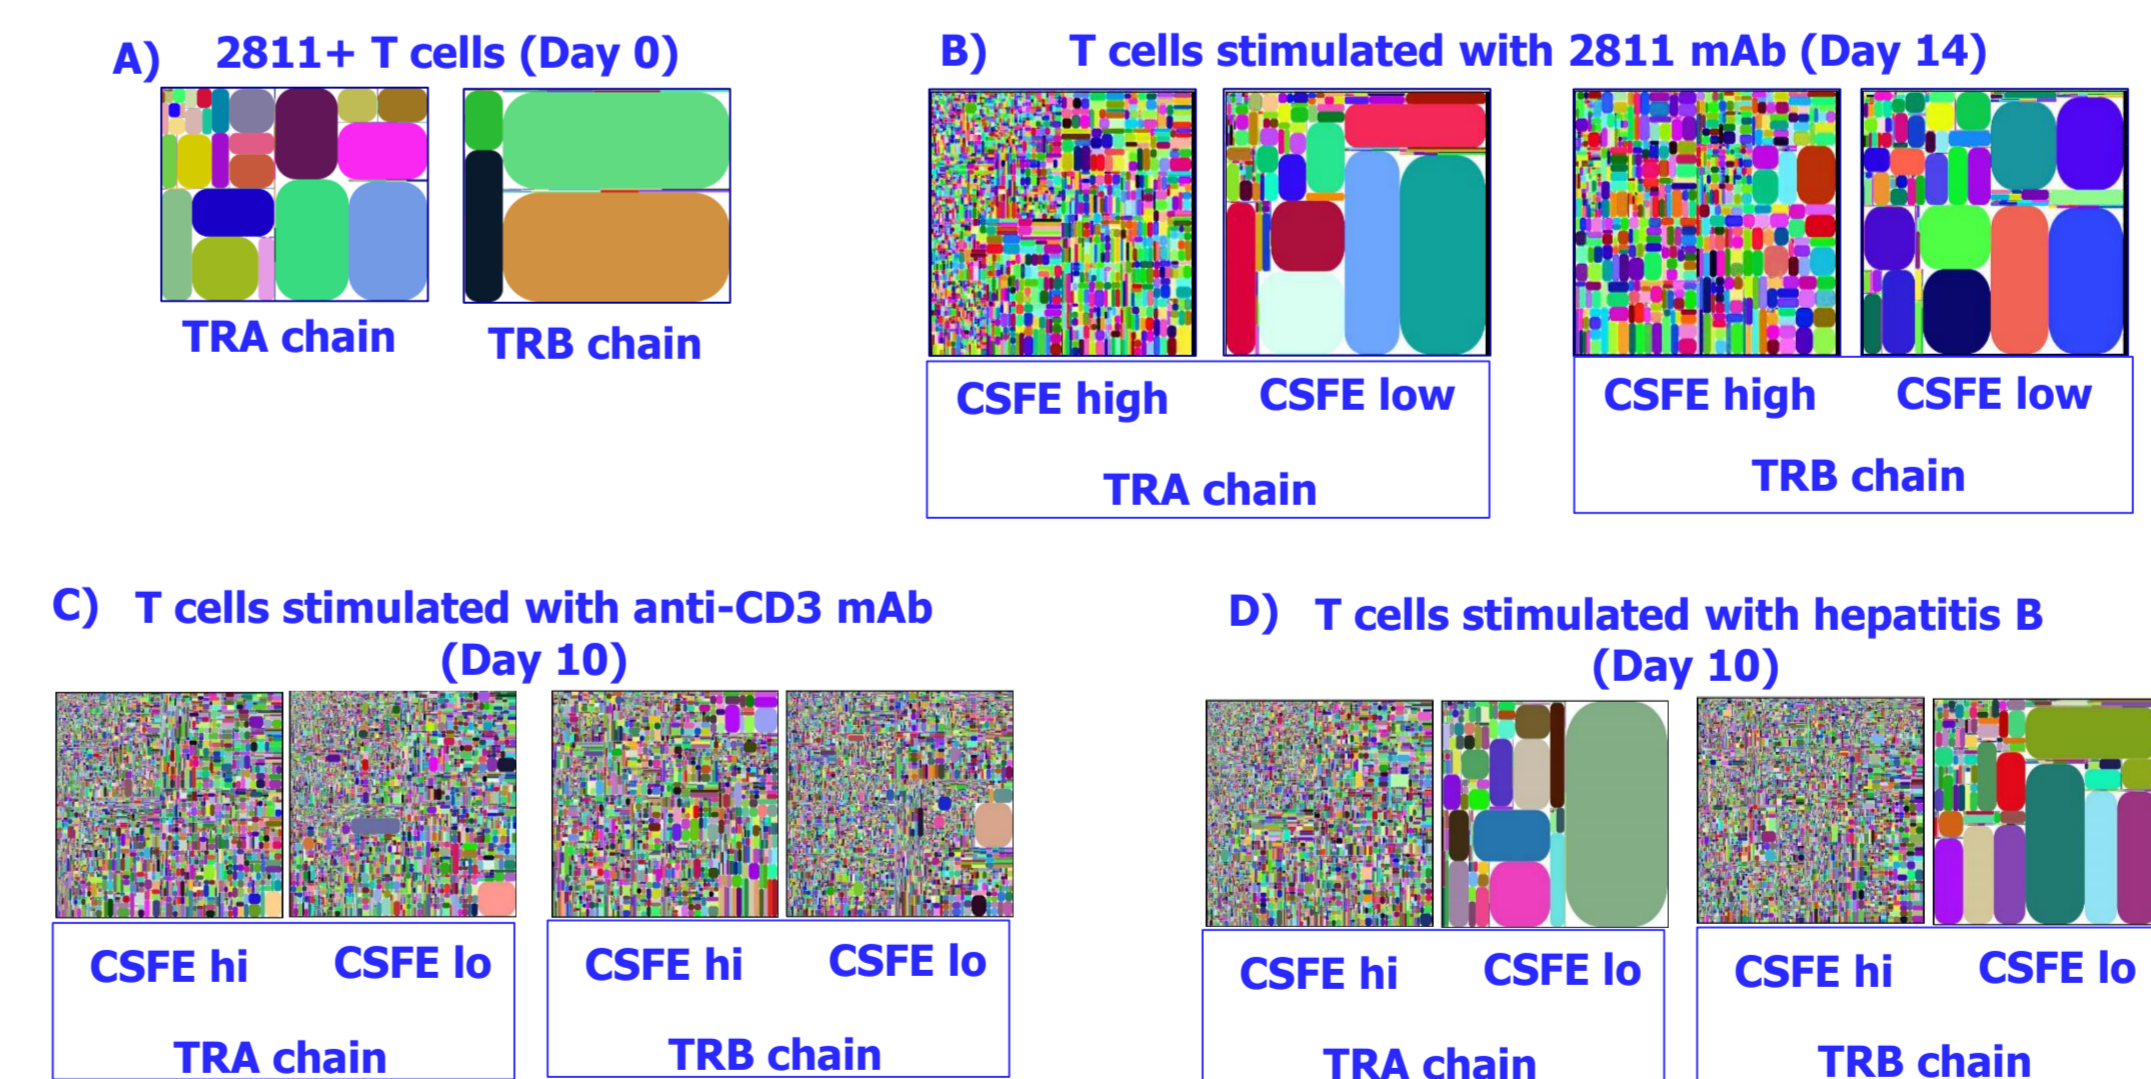 A) 2811+ T cells (Day 0)
TRA chain
TRB chain
B) T cells stimulated with 2811 mAb (Day 14)
CSFE high
CSFE low
TRA chain
CSFE high
CSFE low
TRB chain
C) T cells stimulated with anti-CD3 mAb
(Day 10)
CSFE hi
CSFE lo
TRA chain
CSFE hi
CSFE lo
TRB chain
D) T cells stimulated with hepatitis B
(Day 10)
CSFE hi
CSFE lo
TRA chain
CSFE hi
CSFE lo
TRB chain